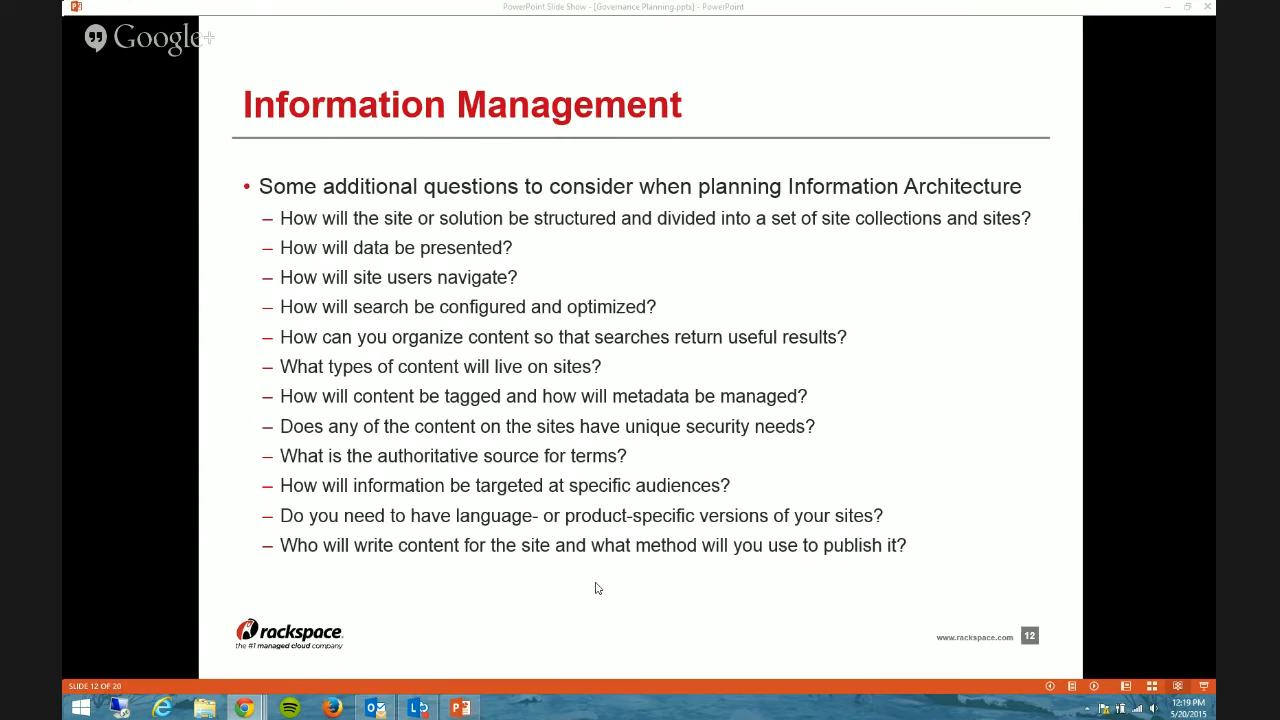 PowerPoint Slide Show - [Governance Planning.pptx] - PowerPoint
Google+
Information Management
• Some additional questions to consider when planning Information Architecture
– How will the site or solution be structured and divided into a set of site collections and sites?
– How will data be presented?
– How will site users navigate?
– How will search be configured and optimized?
– How can you organize content so that searches return useful results?
– What types of content will live on sites?
– How will content be tagged and how will metadata be managed?
– Does any of the content on the sites have unique security needs?
– What is the authoritative source for terms?
– How will information be targeted at specific audiences?
– Do you need to have language- or product-specific versions of your sites?
– Who will write content for the site and what method will you use to publish it?
rackspace
the #1 managed cloud company
www.rackspace.com 12
SLIDE 12 OF 20
12:19 PM
5/20/2015